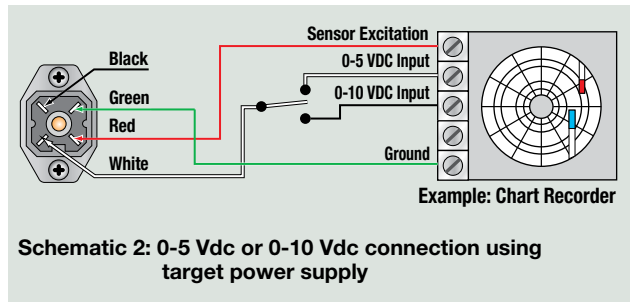 Sensor Excitation
Black
0-5 VDC Input
Green
0-10 VDC Input
Red
White
Ground
Example: Chart Recorder
Schematic 2: 0-5 Vdc or 0-10 Vdc connection using
target power supply